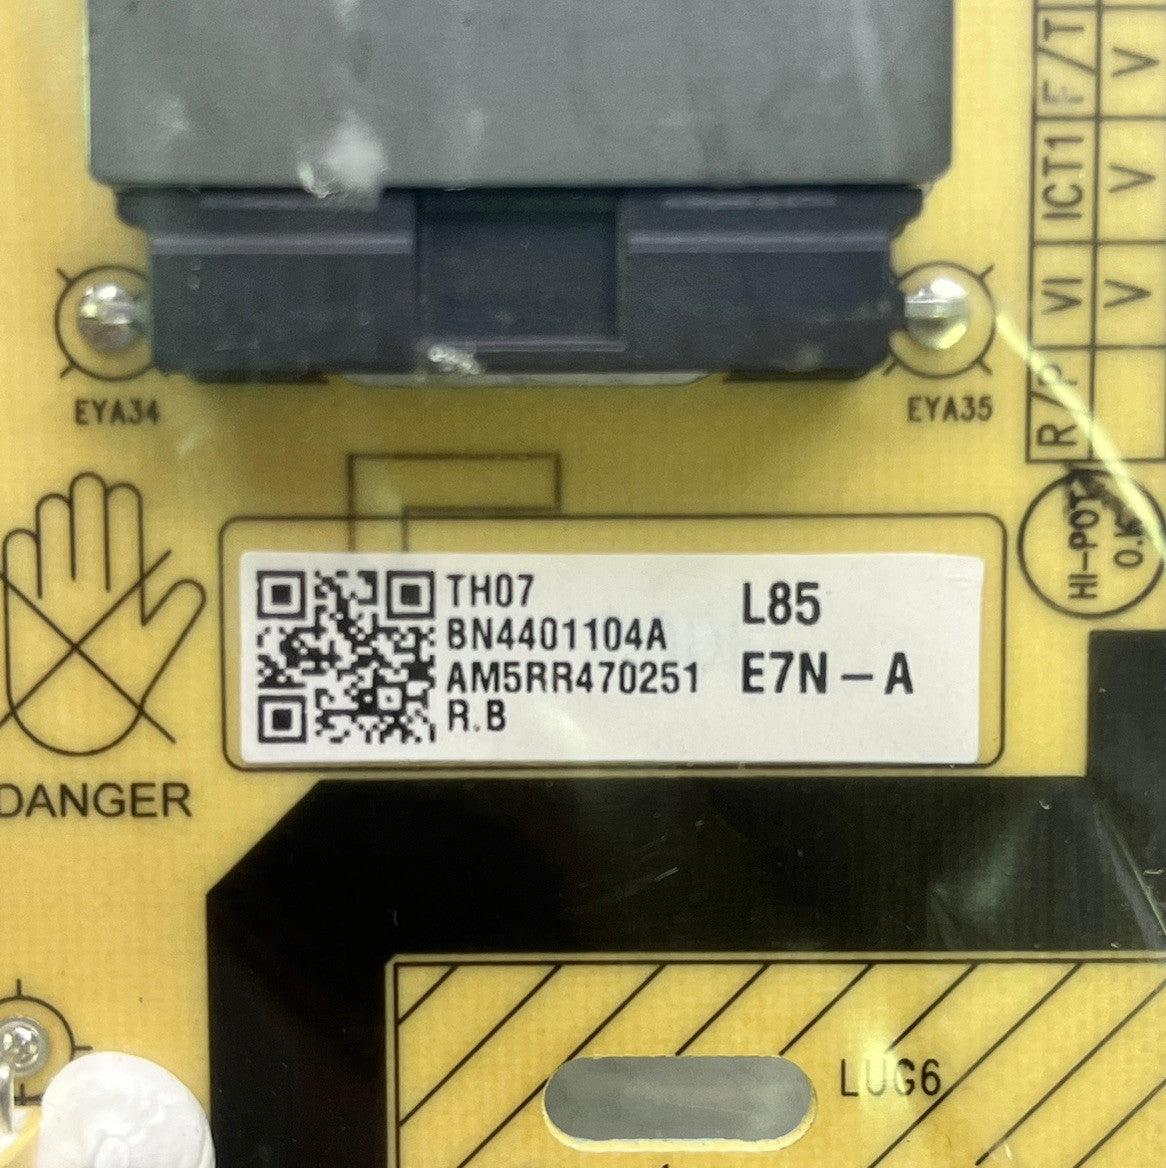 F/T V
ICT1 V
VI V
R/P
EYA34
EYA35
HI-POT
TH07
BN4401104A
AM5RR470251
R.B
L85
E7N-A
DANGER
LUG6